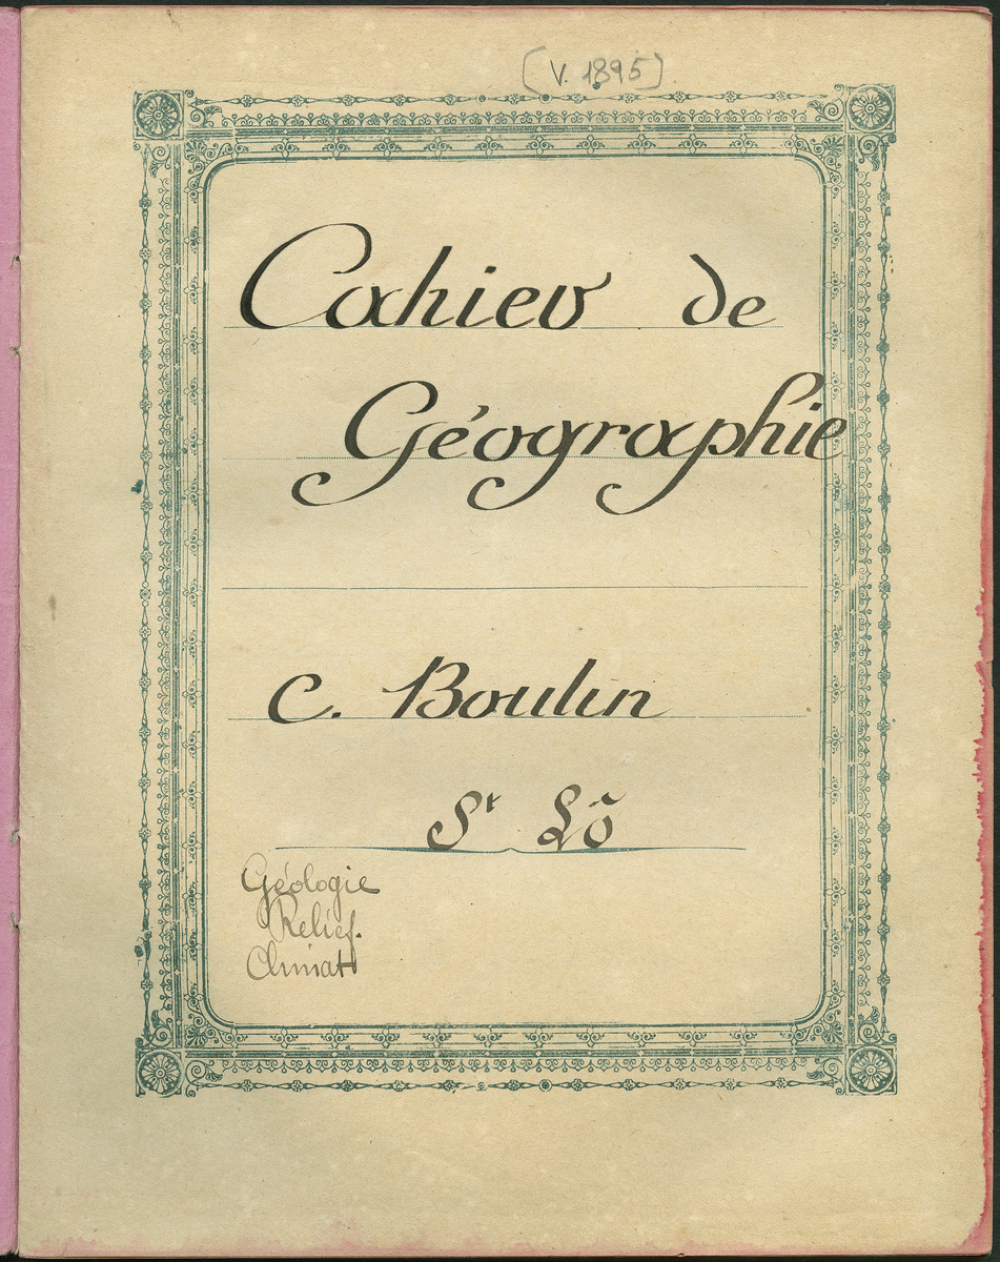 (V. 1895)
Cahier de
Géographie
C. Boulin
St Lô
Géologie
Relief.
Climat